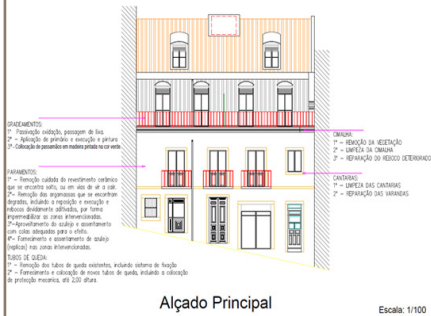 GRADEAMENTOS:
1º Passivação oxidação, passagem de lixa.
2º - Aplicação de primário e execução e pintura
3º -Colocação de passamãos em madeira pintada na cor verde
PARAMENTOS:
1º - Remoção cuidada do revestimento cerâmico
que se encontra solto, ou em vias de vir a cair.
2º- Remoção das argamassas que se encontrem
degradas, incluindo a reposição e execução e
rebocos devidamente aditivados, por forma
impermeabilizar as zonas intervencionadas.
3º-Aproveitamento do azulejo e assentamento
com colas adequadas para o efeito.
4º- Fornecimento e assentamento de azulejo
(replicas) nas zonas intervencionadas.
TUBOS DE QUEDA:
1º - Remoção dos tubos de queda existentes, incluindo sistema de fixação
2º - Fornecimento e colocação de novos tubos de queda, incluindo a colocação
de protecção mecanica, até 2,00 altura.
CIMALHA:
1º - REMOÇÃO DA VEGETAÇÃO
2º - LIMPEZA DA CIMALHA
3º - REPARAÇÃO DO REBOCO DETERIORADO
CANTARIAS:
1º - LIMPEZA DAS CANTARIAS
2º - REPARAÇÃO DAS VARANDAS
Alçado Principal
Escala: 1/100